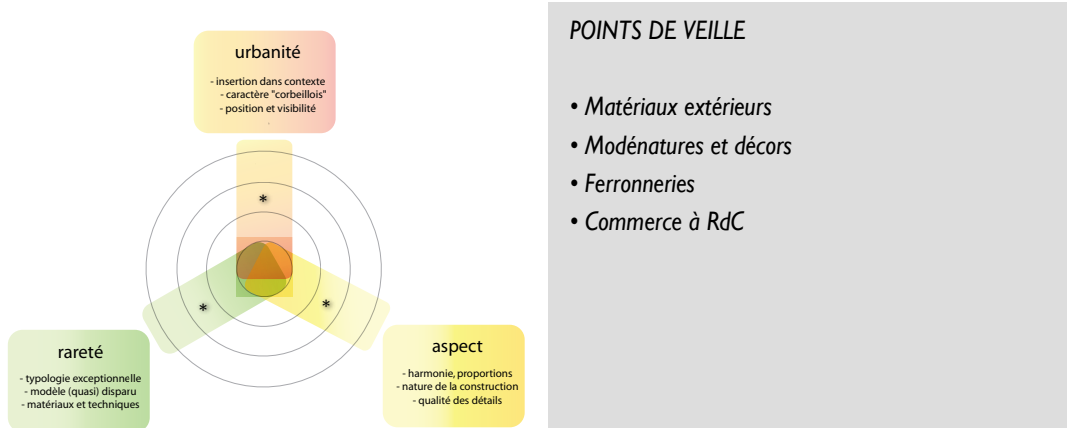 urbanité
- insertion dans contexte
- caractère "corbeillois"
- position et visibilité
*
*
*
rareté
- typologie exceptionnelle
- modèle (quasi) disparu
- matériaux et techniques
aspect
- harmonie, proportions
- nature de la construction
- qualité des détails
POINTS DE VEILLE
• Matériaux extérieurs
• Modénatures et décors
• Ferronneries
• Commerce à RdC